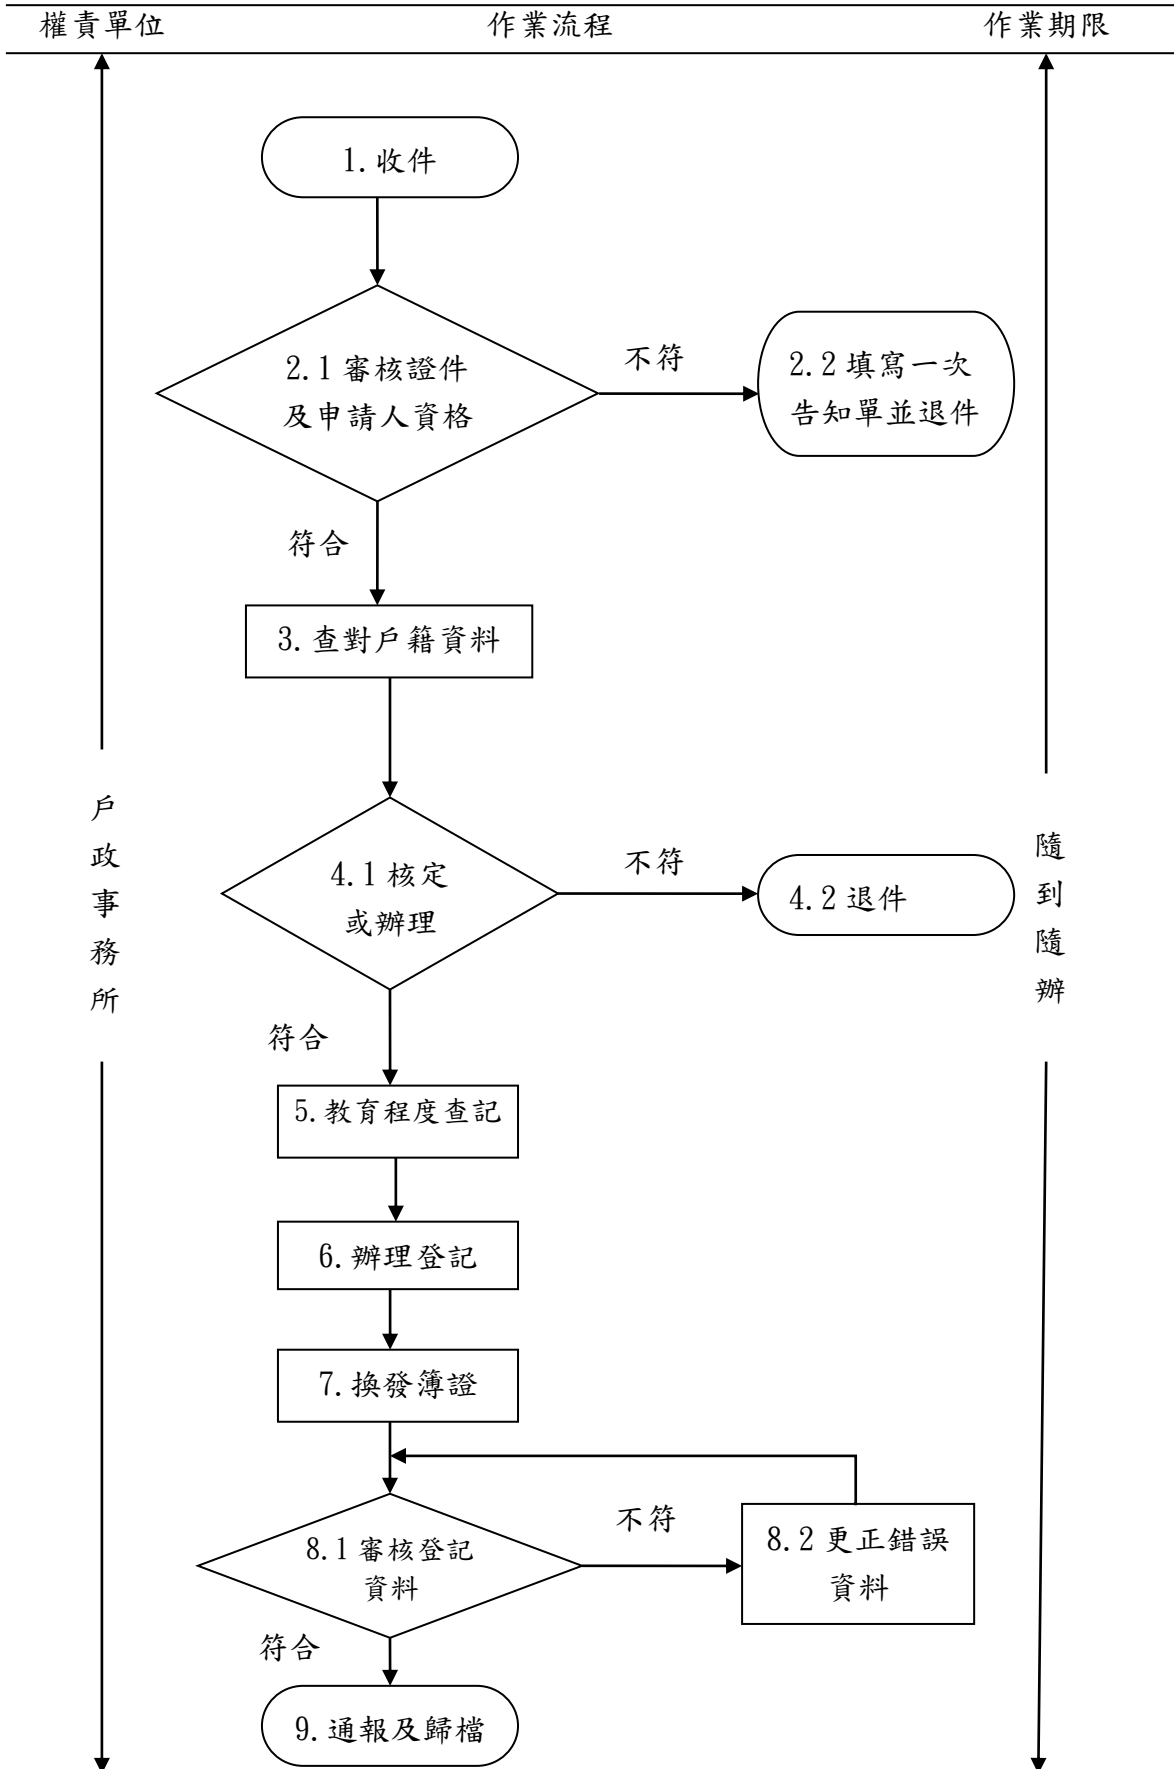 權責單位
作業流程
作業期限
1.收件
2.1 審核證件
及申請人資格
不符
2.2 填寫一次
告知單並退件
符合
3.查對戶籍資料
4.1 核定
或辦理
不符
4.2 退件
戶
政
事
務
所
隨
到
隨
辦
符合
5.教育程度查記
6.辦理登記
7.換發簿證
8.1 審核登記
資料
不符
8.2 更正錯誤
資料
符合
9.通報及歸檔